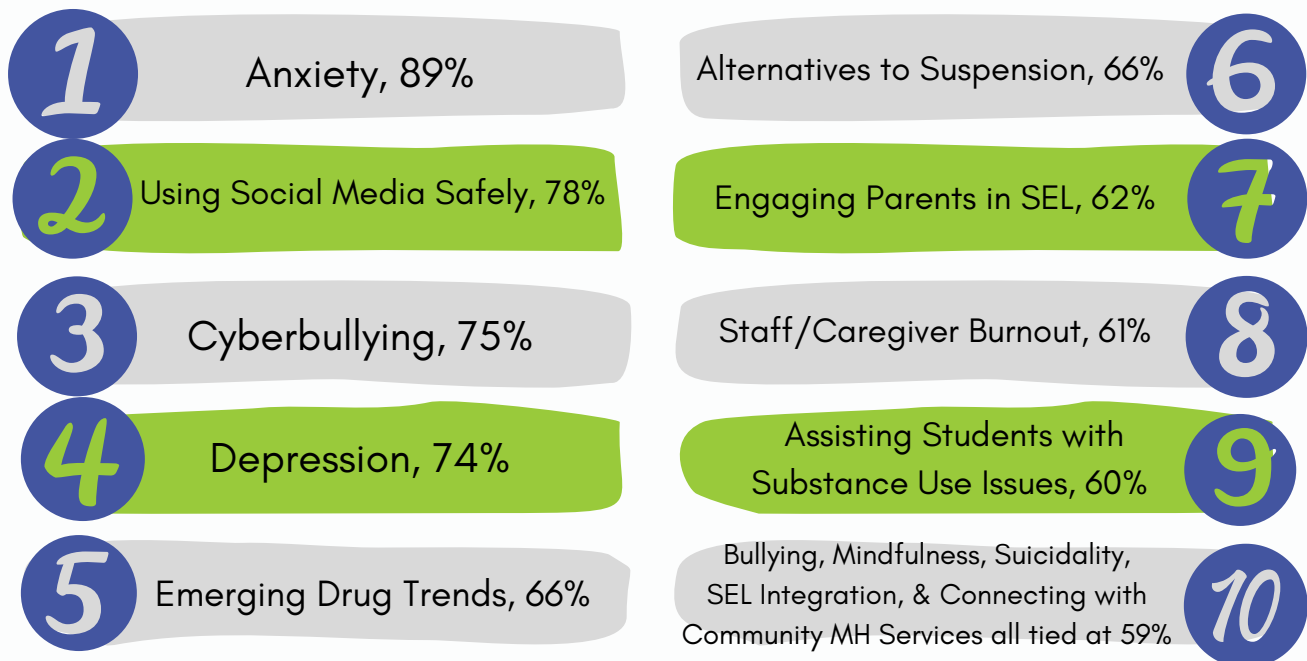 1
Anxiety, 89%
2
Using Social Media Safely, 78%
3
Cyberbullying, 75%
4
Depression, 74%
5
Emerging Drug Trends, 66%
Alternatives to Suspension, 66%
6
Engaging Parents in SEL, 62%
7
Staff/Caregiver Burnout, 61%
8
Assisting Students with
Substance Use Issues, 60%
9
Bullying, Mindfulness, Suicidality,
SEL Integration, & Connecting with
Community MH Services all tied at 59%
10